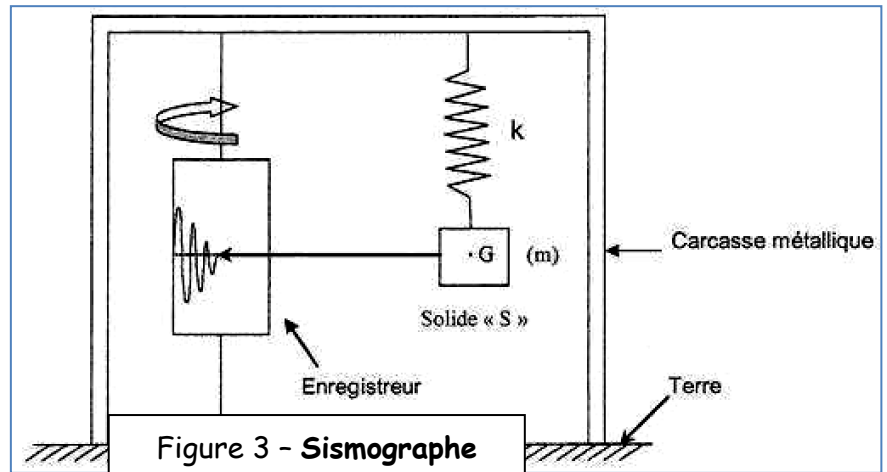 k
Carcasse métallique
G (m)
Solide « S »
Enregistreur
Terre
Figure 3 – Sismographe